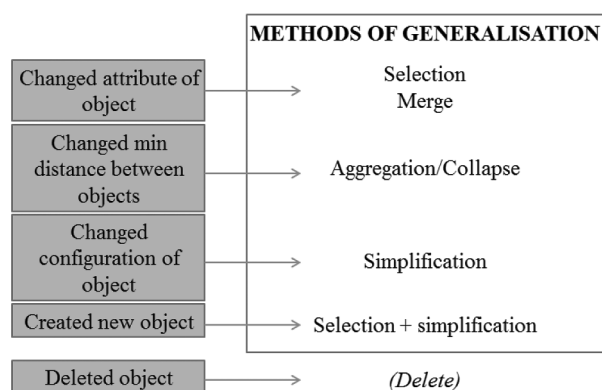 METHODS OF GENERALISATION
Changed attribute of
object
Selection
Merge
Changed min
distance between
objects
Aggregation/Collapse
Changed
configuration of
object
Simplification
Created new object
Selection + simplification
Deleted object
(Delete)